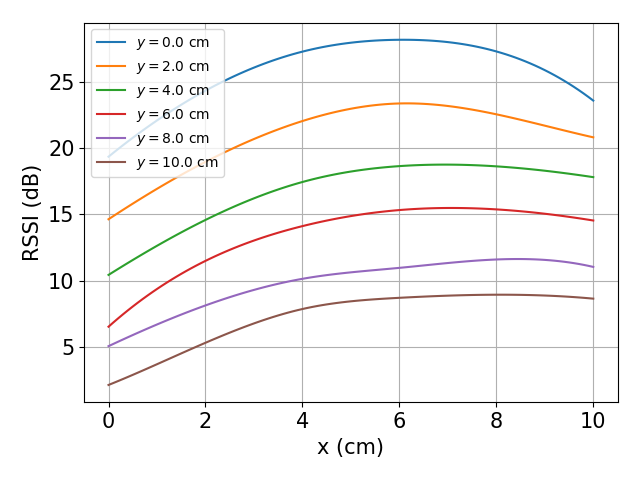 y = 0.0 cm
y = 2.0 cm
y = 4.0 cm
y = 6.0 cm
y = 8.0 cm
y = 10.0 cm
RSSI (dB)
25
20
15
10
5
0 2 4 6 8 10
x (cm)